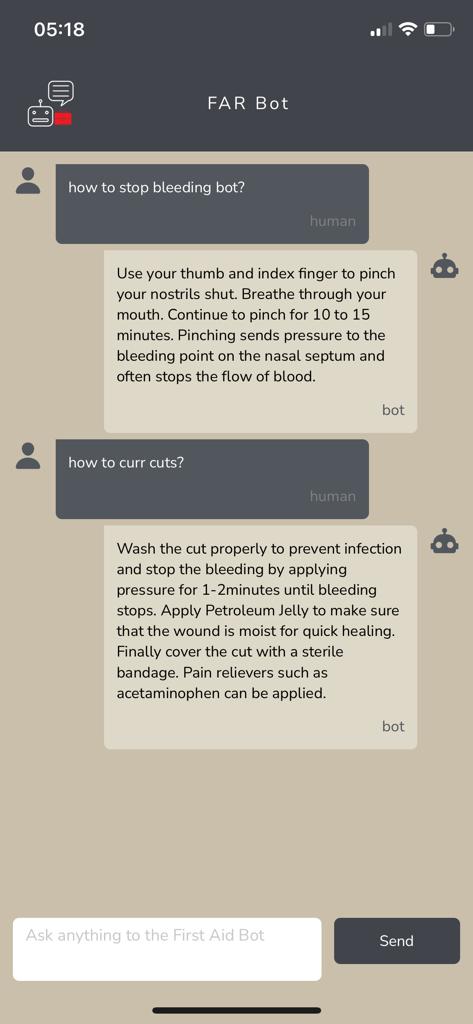 05:18
FAR Bot
how to stop bleeding bot?
human
Use your thumb and index finger to pinch
your nostrils shut. Breathe through your
mouth. Continue to pinch for 10 to 15
minutes. Pinching sends pressure to the
bleeding point on the nasal septum and
often stops the flow of blood.
bot
how to curr cuts?
human
Wash the cut properly to prevent infection
and stop the bleeding by applying
pressure for 1-2minutes until bleeding
stops. Apply Petroleum Jelly to make sure
that the wound is moist for quick healing.
Finally cover the cut with a sterile
bandage. Pain relievers such as
acetaminophen can be applied.
bot
Ask anything to the First Aid Bot
Send